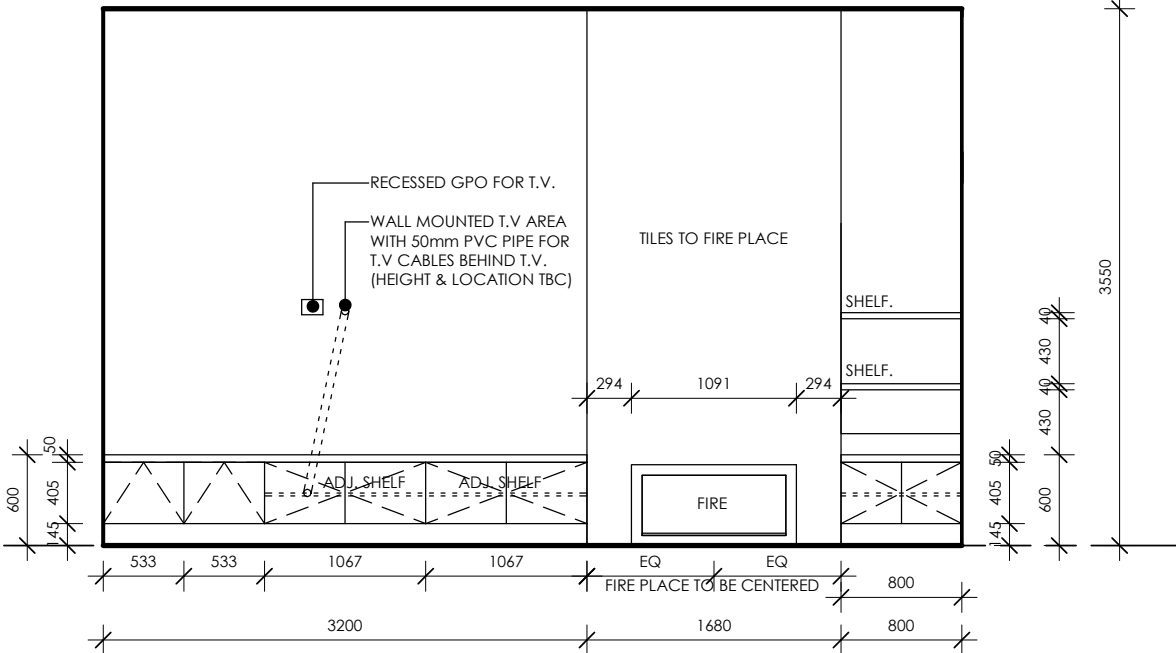 RECESSED GPO FOR T.V.
WALL MOUNTED T.V AREA
WITH 50mm PVC PIPE FOR
T.V CABLES BEHIND T.V.
(HEIGHT & LOCATION TBC)
TILES TO FIRE PLACE
3550
SHELF.
40
430
SHELF.
40
430
294 1091 294
50
405
145
600
ADJ. SHELF ADJ. SHELF
FIRE
50
405
145
600
533 533 1067 1067 EQ EQ
FIRE PLACE TO BE CENTERED
800
3200 1680 800